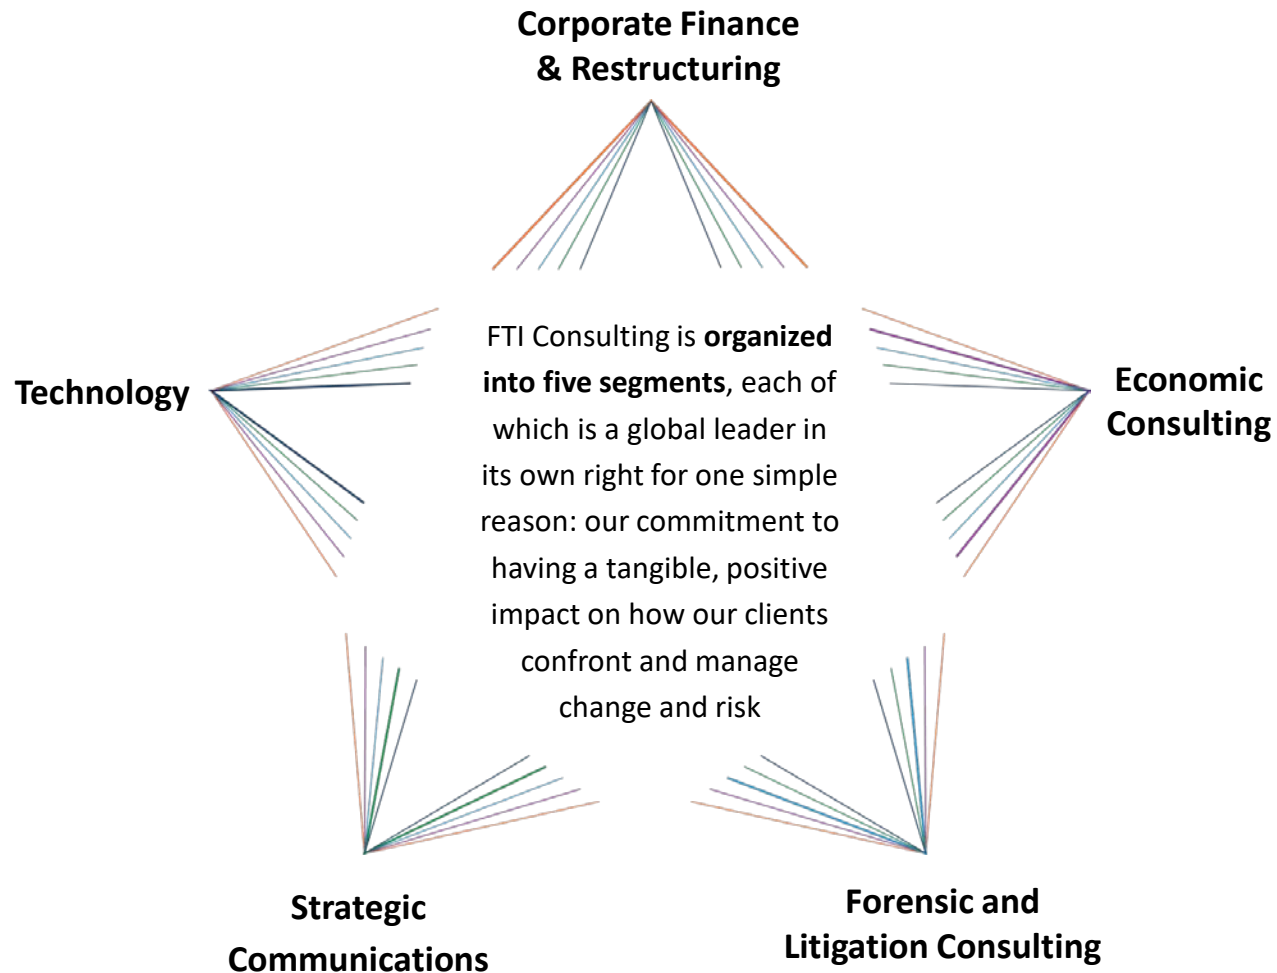 Corporate Finance
& Restructuring
Technology
FTI Consulting is organized
into five segments, each of
which is a global leader in
its own right for one simple
reason: our commitment to
having a tangible, positive
impact on how our clients
confront and manage
change and risk
Economic
Consulting
Strategic
Communications
Forensic and
Litigation Consulting